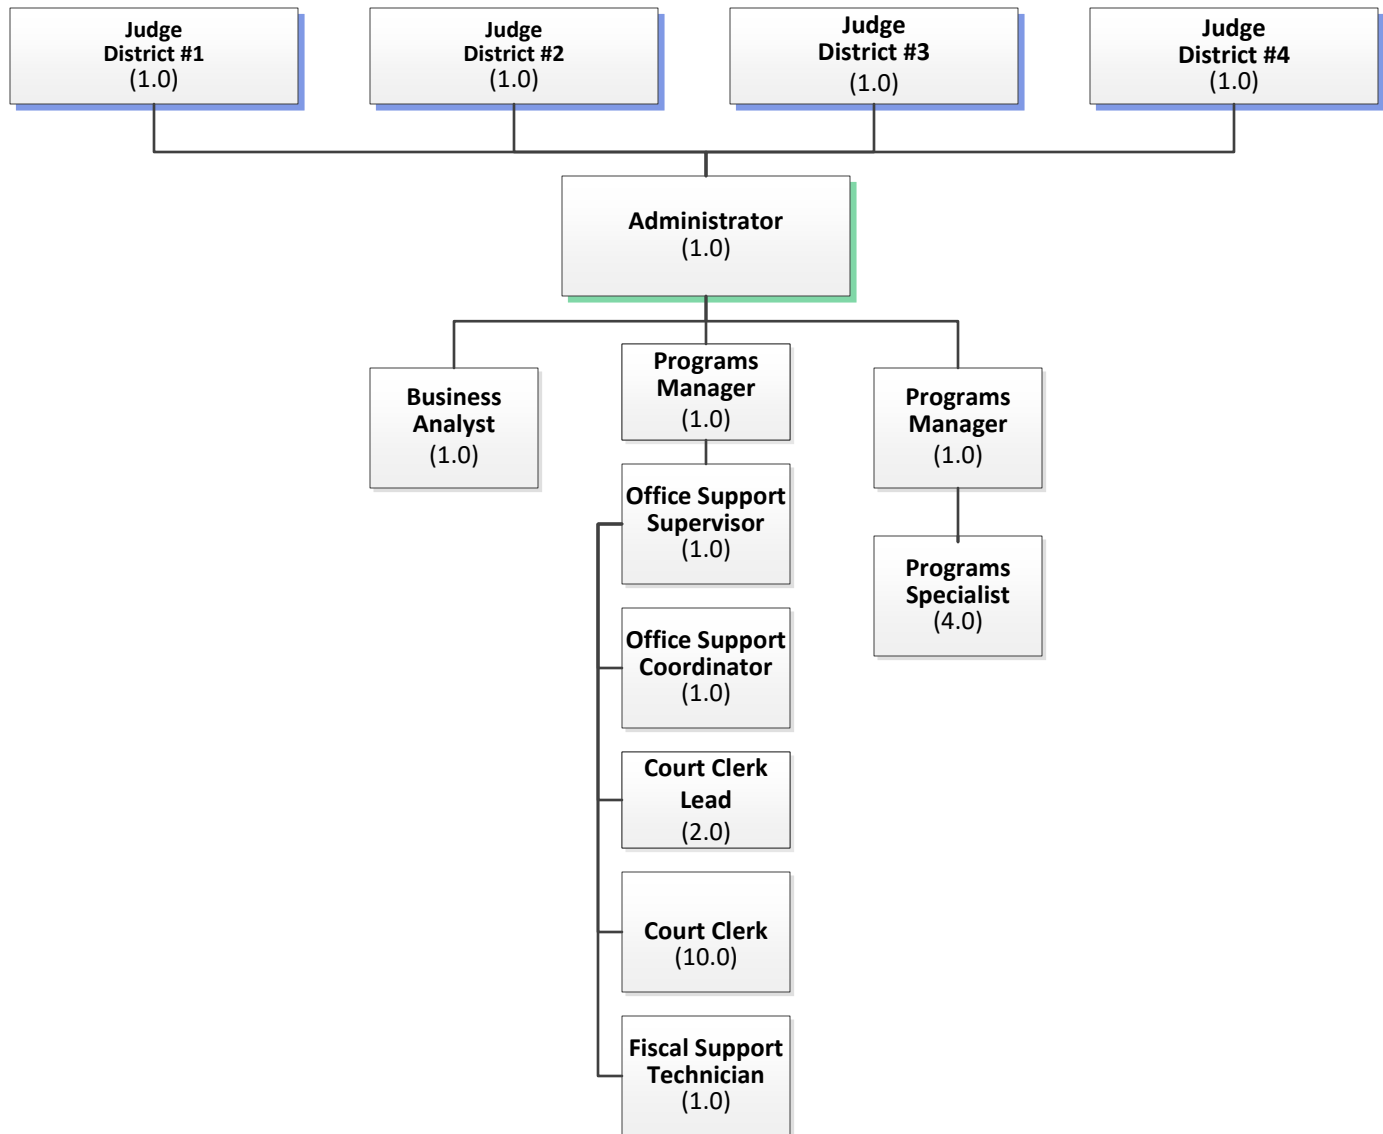 Judge
District #1
(1.0)
Judge
District #2
(1.0)
Judge
District #3
(1.0)
Judge
District #4
(1.0)
Administrator
(1.0)
Business
Analyst
(1.0)
Programs
Manager
(1.0)
Programs
Manager
(1.0)
Office Support
Supervisor
(1.0)
Programs
Specialist
(4.0)
Office Support
Coordinator
(1.0)
Court Clerk
Lead
(2.0)
Court Clerk
(10.0)
Fiscal Support
Technician
(1.0)